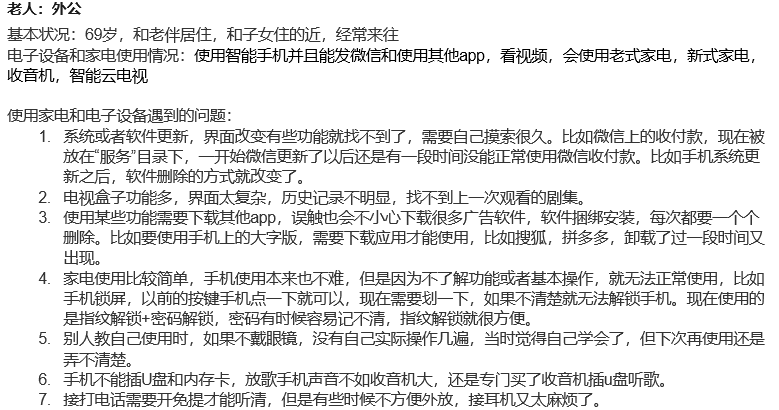 老人：外公
基本状况：69岁，和老伴居住，和子女住的近，经常来往
电子设备和家电使用情况：使用智能手机并且能发微信和使用其他app，看视频，会使用老式家电，新式家电，
收音机，智能云电视
使用家电和电子设备遇到的问题：
1. 系统或者软件更新，界面改变有些功能就找不到了，需要自己摸索很久。比如微信上的收付款，现在被
放在“服务”目录下，一开始微信更新了以后还是有一段时间没能正常使用微信收付款。比如手机系统更
新之后，软件删除的方式就改变了。
2. 电视盒子功能多，界面太复杂，历史记录不明显，找不到上一次观看的剧集。
3. 使用某些功能需要下载其他app，误触也会不小心下载很多广告软件，软件捆绑安装，每次都要一个个
删除。比如要使用手机上的大字版，需要下载应用才能使用，比如搜狐，拼多多，卸载了过一段时间又
出现。
4. 家电使用比较简单，手机使用本来也不难，但是因为不了解功能或者基本操作，就无法正常使用，比如
手机锁屏，以前的按键手机点一下就可以，现在需要划一下，如果不清楚就无法解锁手机。现在使用的
是指纹解锁+密码解锁，密码有时候容易记不清，指纹解锁就很方便。
5. 别人教自己使用时，如果不戴眼镜，没有自己实际操作几遍，当时觉得自己学会了，但下次再使用还是
弄不清楚。
6. 手机不能插U盘和内存卡，放歌手机声音不如收音机大，还是专门买了收音机插u盘听歌。
7. 接打电话需要开免提才能听清，但是有些时候不方便外放，接耳机又太麻烦了。